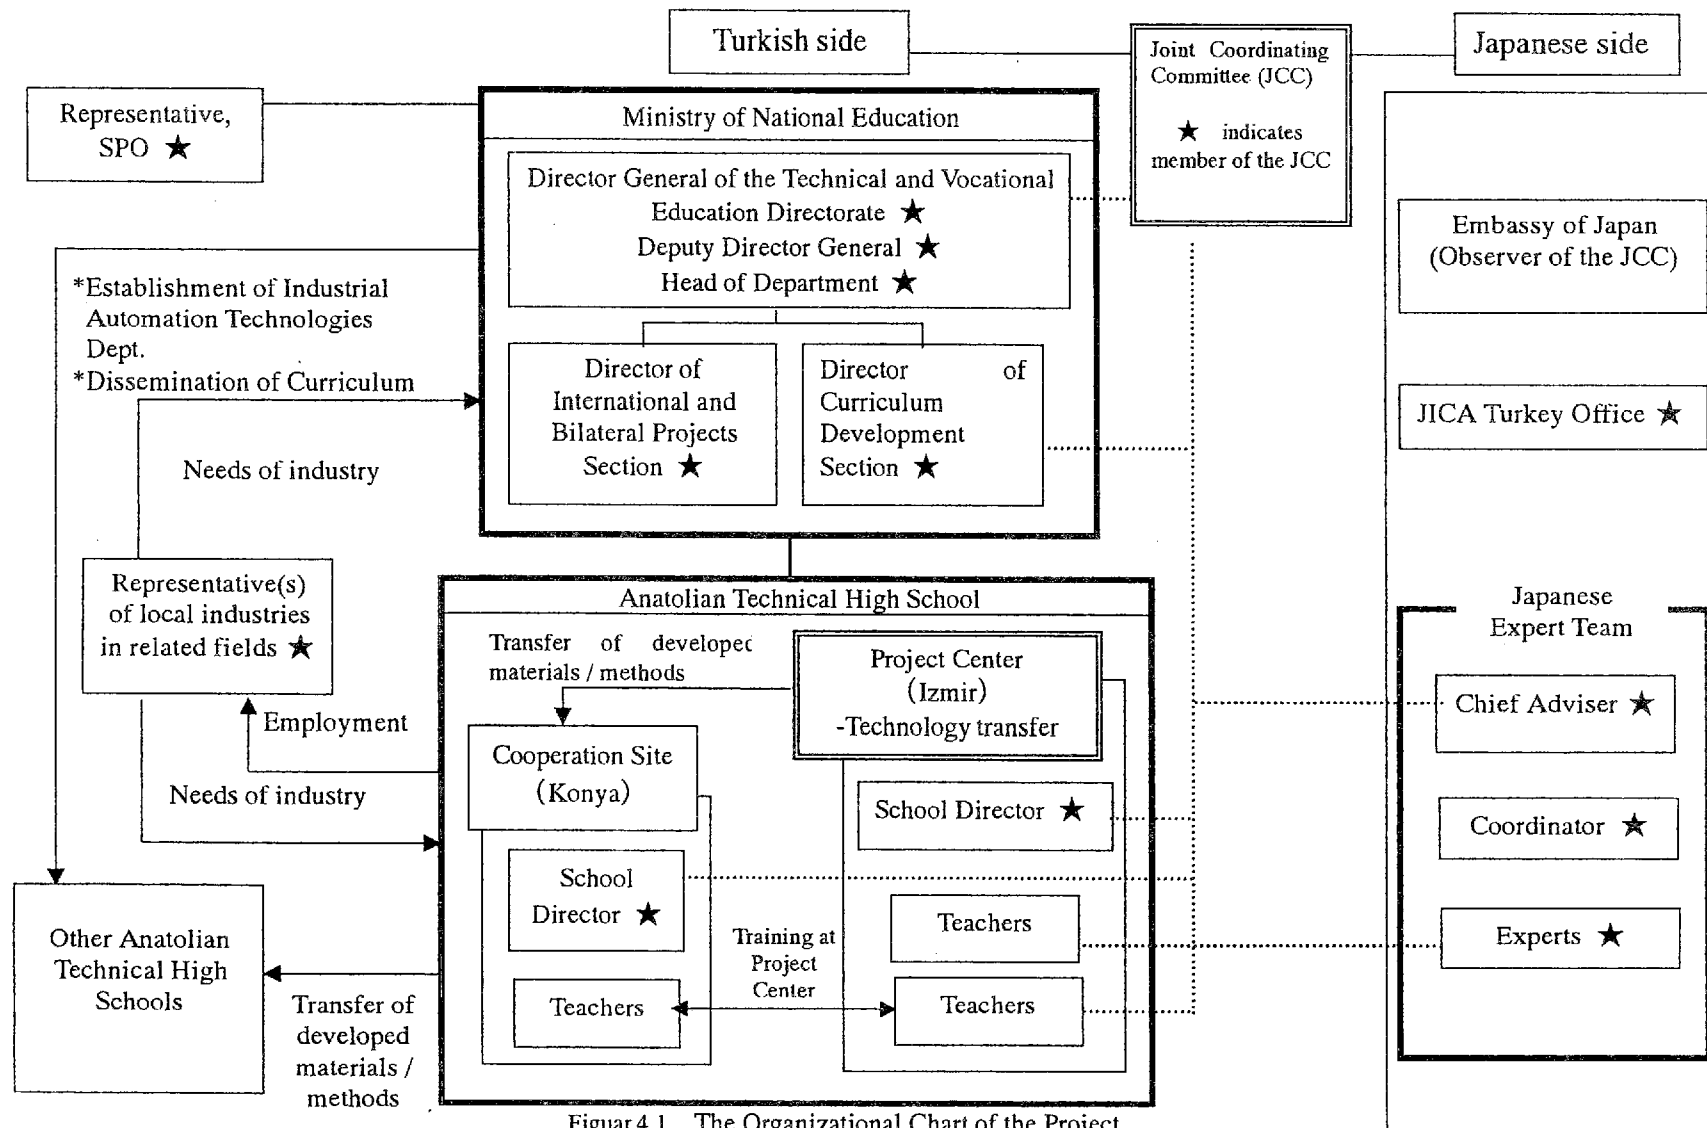 Turkish side
Joint Coordinating
Committee (JCC)
★ indicates
member of the JCC
Japanese side
Representative,
SPO ★
Ministry of National Education
Director General of the Technical and Vocational
Education Directorate ★
Deputy Director General ★
Head of Department ★
Director of
International and
Bilateral Projects
Section ★
Director of
Curriculum
Development
Section ★
*Establishment of Industrial
Automation Technologies
Dept.
*Dissemination of Curriculum
Needs of industry
Representative(s)
of local industries
in related fields ★
Employment
Needs of industry
Other Anatolian
Technical High
Schools
Transfer of
developed
materials /
methods
Anatolian Technical High School
Transfer of developed
materials / methods
Project Center
(Izmir)
-Technology transfer
Cooperation Site
(Konya)
School Director ★
School
Director ★
Teachers
Training at
Project
Center
Teachers
Teachers
Embassy of Japan
(Observer of the JCC)
JICA Turkey Office ★
Japanese
Expert Team
Chief Adviser ★
Coordinator ★
Experts ★
Figuar 4.1 The Organizational Chart of the Project